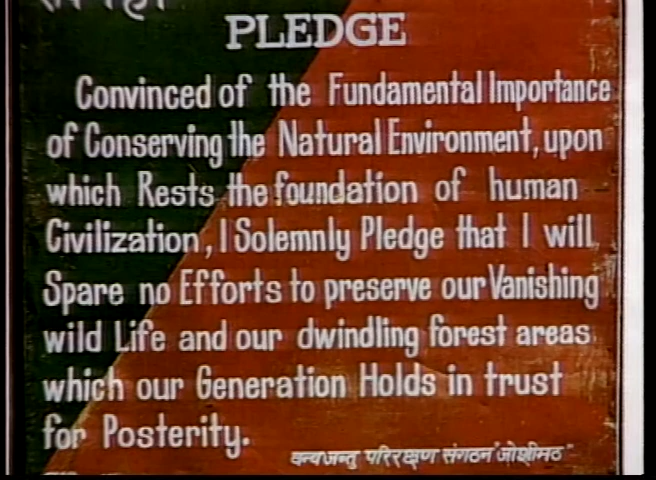 PLEDGE
Convinced of the Fundamental Importance
of Conserving the Natural Environment, upon
which Rests the foundation of human
Civilization, I Solemnly Pledge that I will
Spare no Efforts to preserve our Vanishing
wild Life and our dwindling forest areas
which our Generation Holds in trust
for Posterity.
वन्यजन्तु परिरक्षण संगठन जोशीमठ